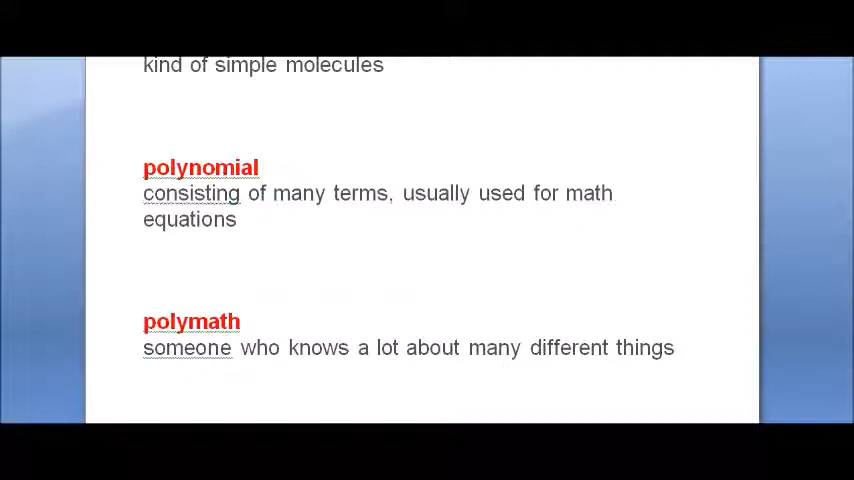 kind of simple molecules
polynomial
consisting of many terms, usually used for math
equations
polymath
someone who knows a lot about many different things